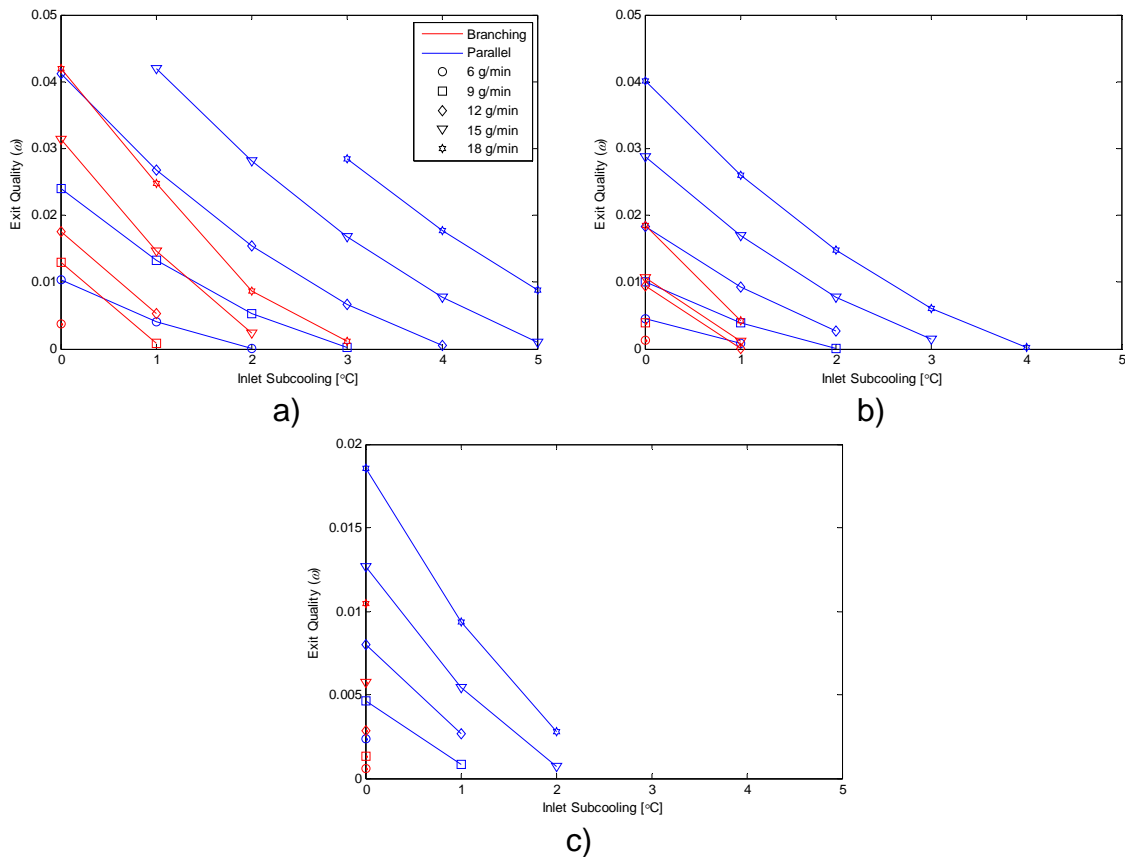 0.05
0.04
0.03
0.02
0.01
0
Exit Quality (ω)
0 1 2 3 4 5
Inlet Subcooling [°C]
Branching
Parallel
6 g/min
9 g/min
12 g/min
15 g/min
18 g/min
a)
0.05
0.04
0.03
0.02
0.01
0
Exit Quality (ω)
0 1 2 3 4 5
Inlet Subcooling [°C]
b)
0.02
0.015
0.01
0.005
0
Exit Quality (ω)
0 1 2 3 4 5
Inlet Subcooling [°C]
c)